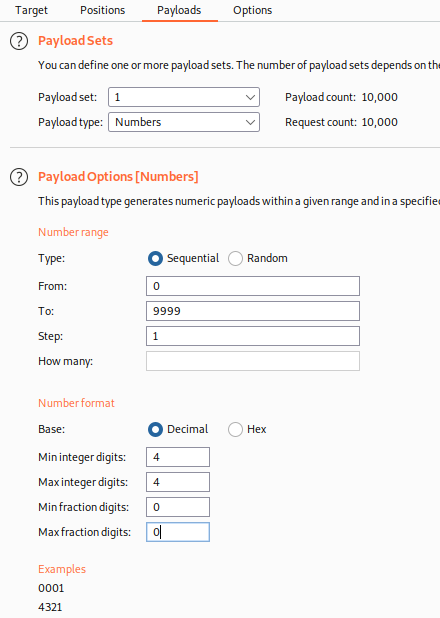 Target Positions Payloads Options
? Payload Sets
You can define one or more payload sets. The number of payload sets depends on the
Payload set: 1 Payload count: 10,000
Payload type: Numbers Request count: 10,000
? Payload Options [Numbers]
This payload type generates numeric payloads within a given range and in a specified
Number range
Type: Sequential Random
From: 0
To: 9999
Step: 1
How many:
Number format
Base: Decimal Hex
Min integer digits: 4
Max integer digits: 4
Min fraction digits: 0
Max fraction digits: 0
Examples
0001
4321